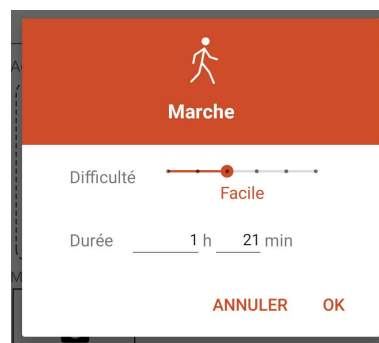 Marche
Difficulté
Facile
Durée 1 h 21 min
ANNULER OK